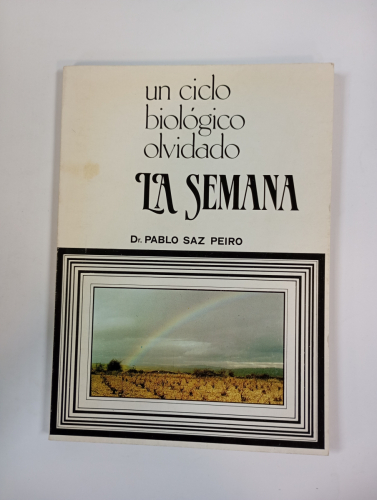 un ciclo
biológico
olvidado
LA SEMANA
Dr. PABLO SAZ PEIRO